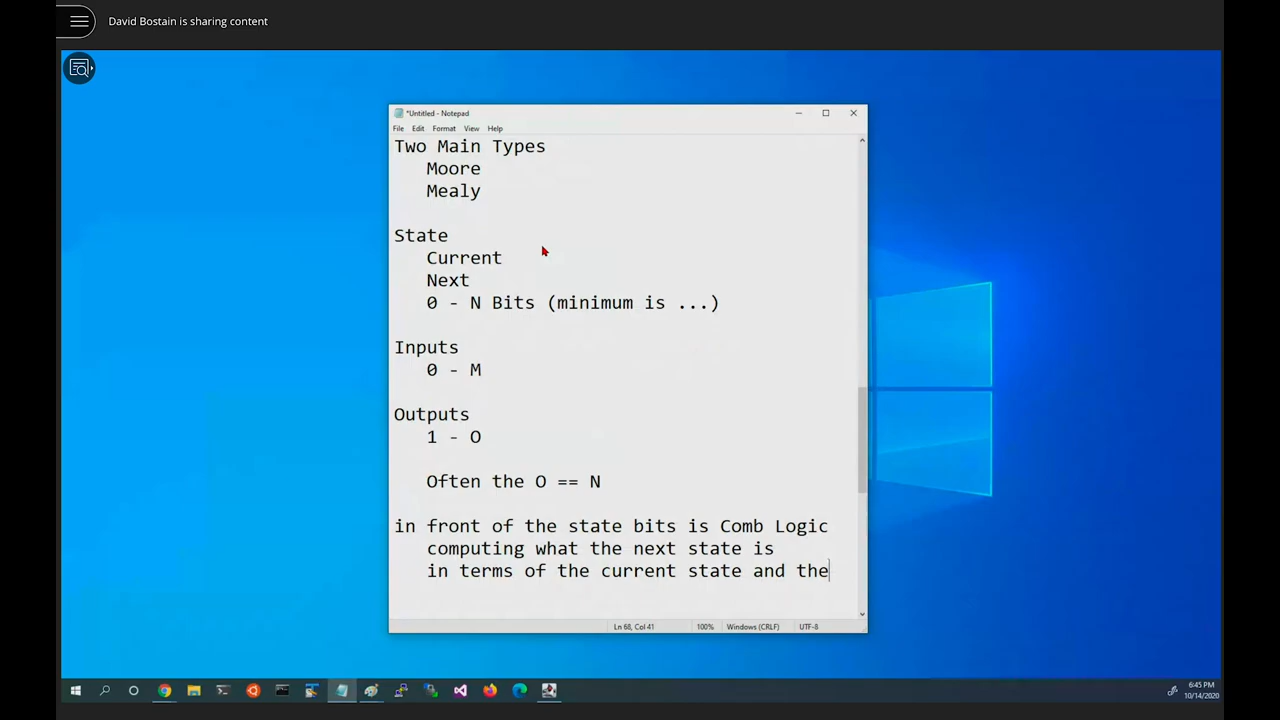 David Bostain is sharing content
*Untitled - Notepad
File Edit Format View Help
Two Main Types
Moore
Mealy
State
Current
Next
0 - N Bits (minimum is ...)
Inputs
0 - M
Outputs
1 - O
Often the O == N
in front of the state bits is Comb Logic
computing what the next state is
in terms of the current state and the
Ln 68, Col 41 100% Windows (CRLF) UTF-8
6:45 PM
10/14/2020